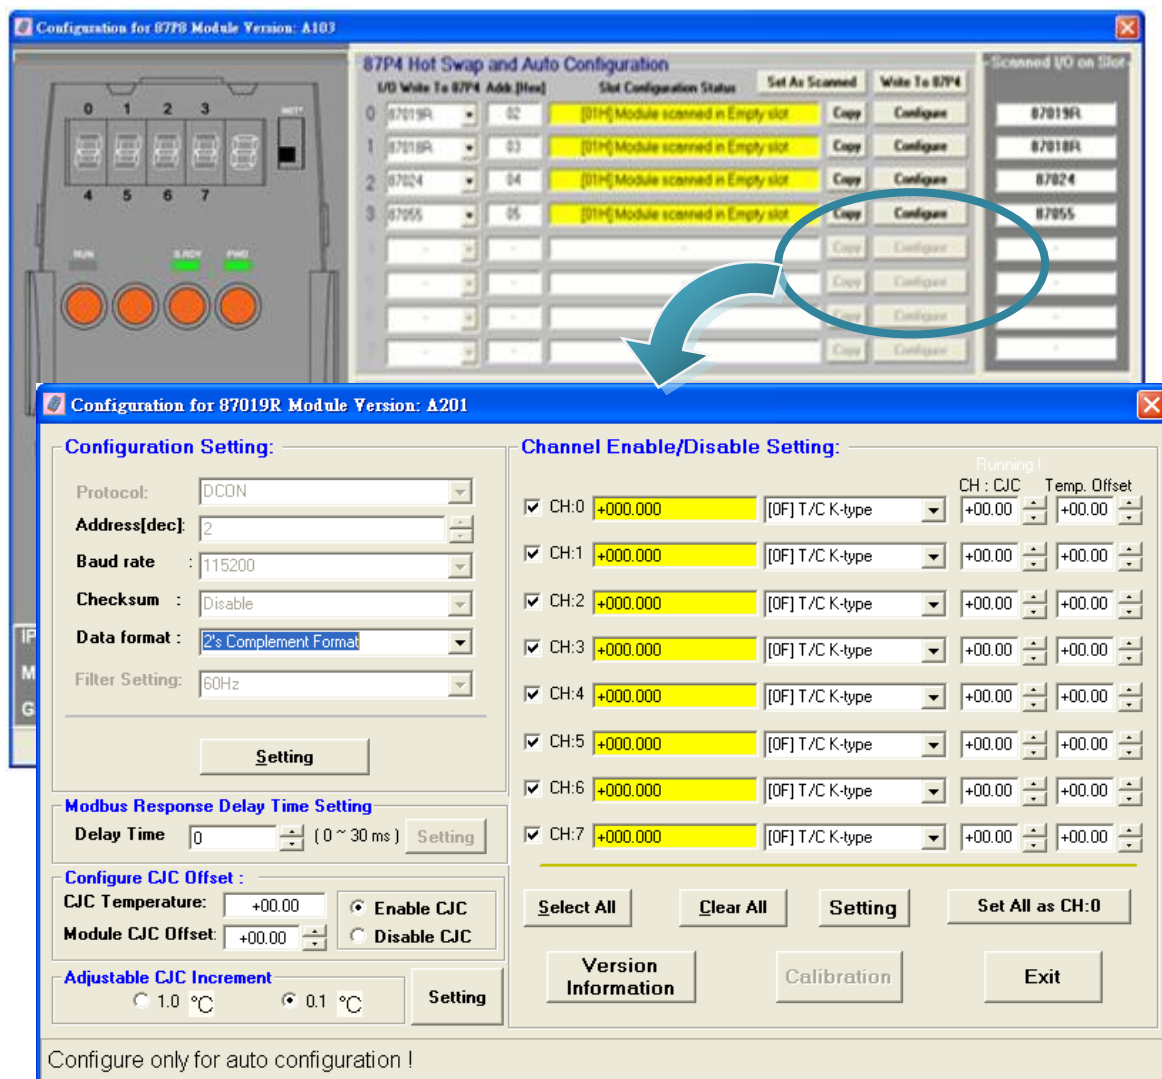 Configuration for 87P8 Module Version: A103
87P4 Hot Swap and Auto Configuration
Scanned I/O on Slot
I/O Write To 87P4 Addr.[Hex] Slot Configuration Status Set As Scanned Write To 87P4
0 87019R 02 [01H] Module scanned in Empty slot Copy Configure 87019R
1 87018R 03 [01H] Module scanned in Empty slot Copy Configure 87018R
2 87024 04 [01H] Module scanned in Empty slot Copy Configure 87024
3 87055 05 [01H] Module scanned in Empty slot Copy Configure 87055
- - - Copy Configure -
- - - Copy Configure -
- - - Copy Configure -
- - - Copy Configure -
0 1 2 3
4 5 6 7
RUN S.RDY PWD
IP
M
G
Configuration for 87019R Module Version: A201
Configuration Setting:
Protocol: DCON
Address[dec]: 2
Baud rate : 115200
Checksum : Disable
Data format : 2's Complement Format
Filter Setting: 60Hz
Setting
Modbus Response Delay Time Setting
Delay Time 0 ( 0 ~ 30 ms ) Setting
Configure CJC Offset :
CJC Temperature: +00.00 Enable CJC
Module CJC Offset: +00.00 Disable CJC
Adjustable CJC Increment
1.0 °C 0.1 °C Setting
Channel Enable/Disable Setting:
Running !
CH : CJC Temp. Offset
CH:0 +000.000 [0F] T/C K-type +00.00 +00.00
CH:1 +000.000 [0F] T/C K-type +00.00 +00.00
CH:2 +000.000 [0F] T/C K-type +00.00 +00.00
CH:3 +000.000 [0F] T/C K-type +00.00 +00.00
CH:4 +000.000 [0F] T/C K-type +00.00 +00.00
CH:5 +000.000 [0F] T/C K-type +00.00 +00.00
CH:6 +000.000 [0F] T/C K-type +00.00 +00.00
CH:7 +000.000 [0F] T/C K-type +00.00 +00.00
Select All Clear All Setting Set All as CH:0
Version Information Calibration Exit
Configure only for auto configuration !